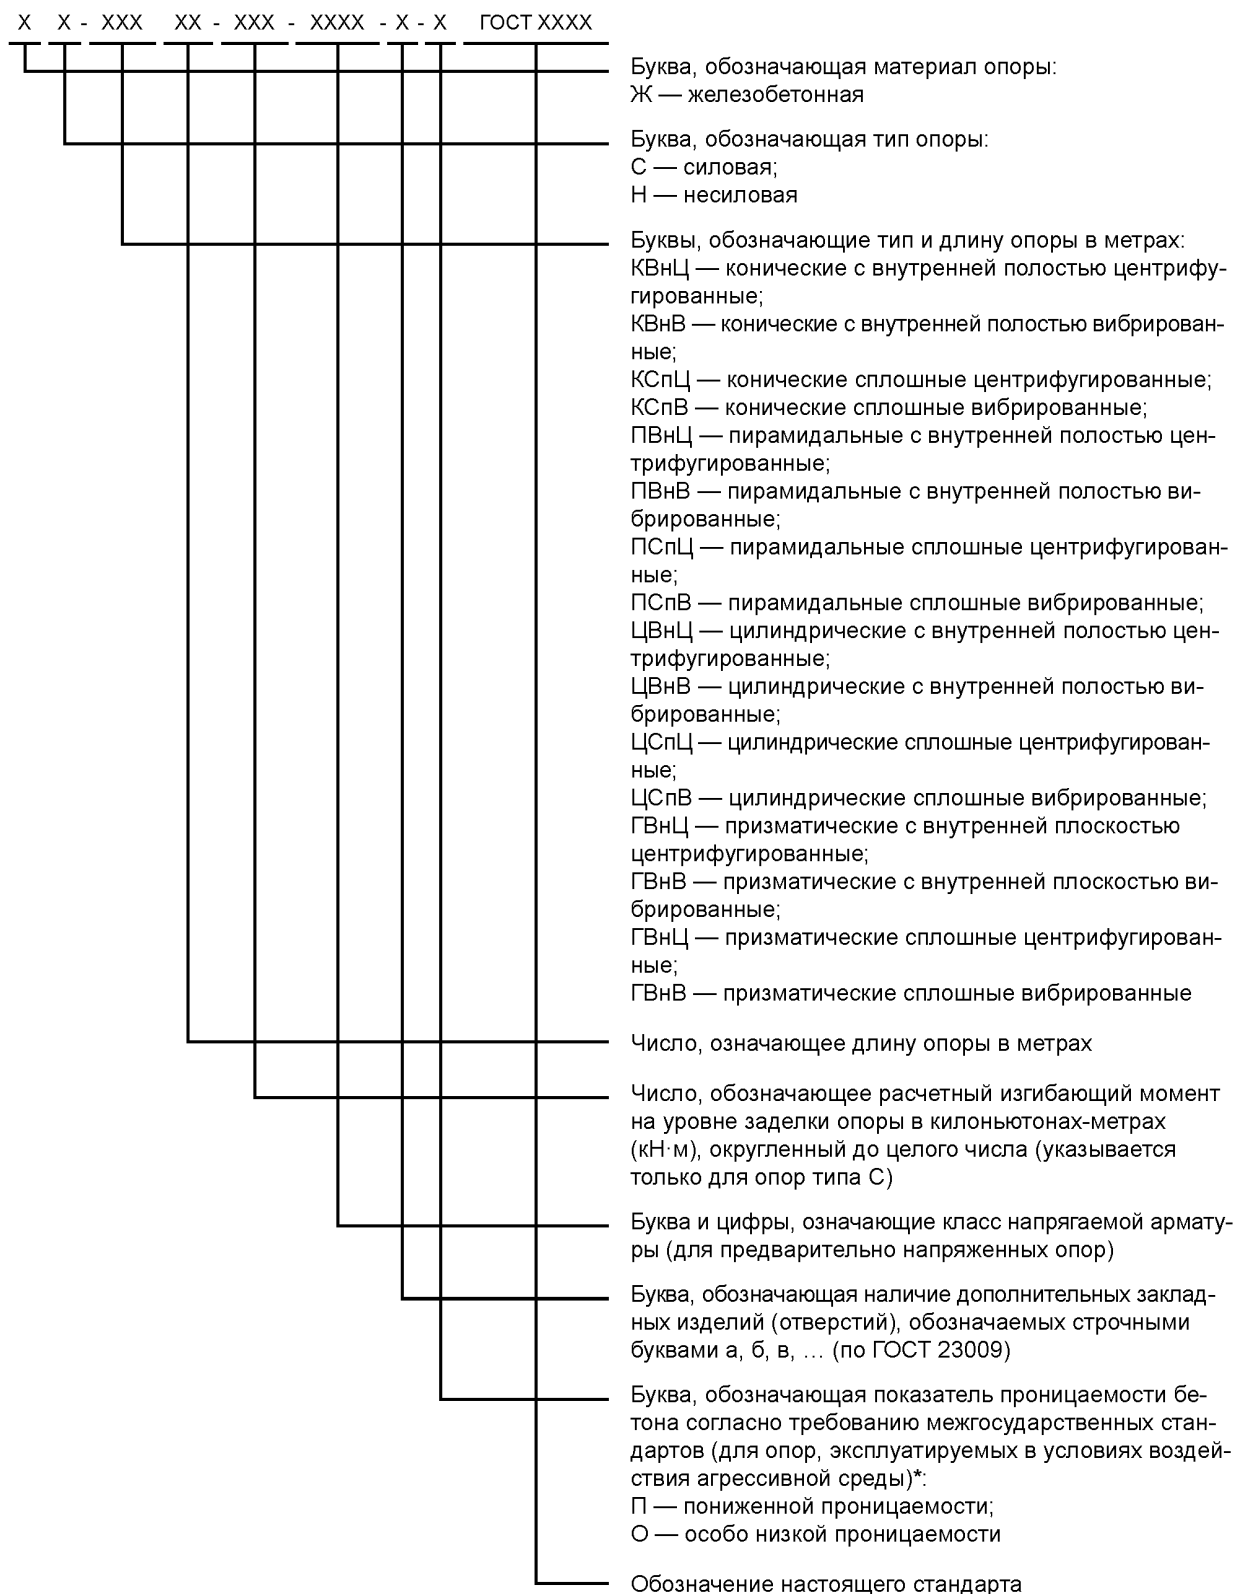 Х Х - ХХХ ХХ - ХХХ - ХХХХ - Х - Х ГОСТ ХХХХ
Буква, обозначающая материал опоры:
Ж — железобетонная
Буква, обозначающая тип опоры:
С — силовая;
Н — несиловая
Буквы, обозначающие тип и длину опоры в метрах:
КВнЦ — конические с внутренней полостью центрифу-
гированные;
КВнВ — конические с внутренней полостью вибрирован-
ные;
КСпЦ — конические сплошные центрифугированные;
КСпВ — конические сплошные вибрированные;
ПВнЦ — пирамидальные с внутренней полостью цен-
трифугированные;
ПВнВ — пирамидальные с внутренней полостью ви-
брированные;
ПСпЦ — пирамидальные сплошные центрифугирован-
ные;
ПСпВ — пирамидальные сплошные вибрированные;
ЦВнЦ — цилиндрические с внутренней полостью цен-
трифугированные;
ЦВнВ — цилиндрические с внутренней полостью ви-
брированные;
ЦСпЦ — цилиндрические сплошные центрифугирован-
ные;
ЦСпВ — цилиндрические сплошные вибрированные;
ГВнЦ — призматические с внутренней плоскостью
центрифугированные;
ГВнВ — призматические с внутренней плоскостью ви-
брированные;
ГВнЦ — призматические сплошные центрифугирован-
ные;
ГВнВ — призматические сплошные вибрированные
Число, означающее длину опоры в метрах
Число, обозначающее расчетный изгибающий момент
на уровне заделки опоры в килоньютонах-метрах
(кН·м), округленный до целого числа (указывается
только для опор типа С)
Буква и цифры, означающие класс напрягаемой армату-
ры (для предварительно напряженных опор)
Буква, обозначающая наличие дополнительных заклад-
ных изделий (отверстий), обозначаемых строчными
буквами а, б, в, … (по ГОСТ 23009)
Буква, обозначающая показатель проницаемости бе-
тона согласно требованию межгосударственных стан-
дартов (для опор, эксплуатируемых в условиях воздей-
ствия агрессивной среды)*:
П — пониженной проницаемости;
О — особо низкой проницаемости
Обозначение настоящего стандарта